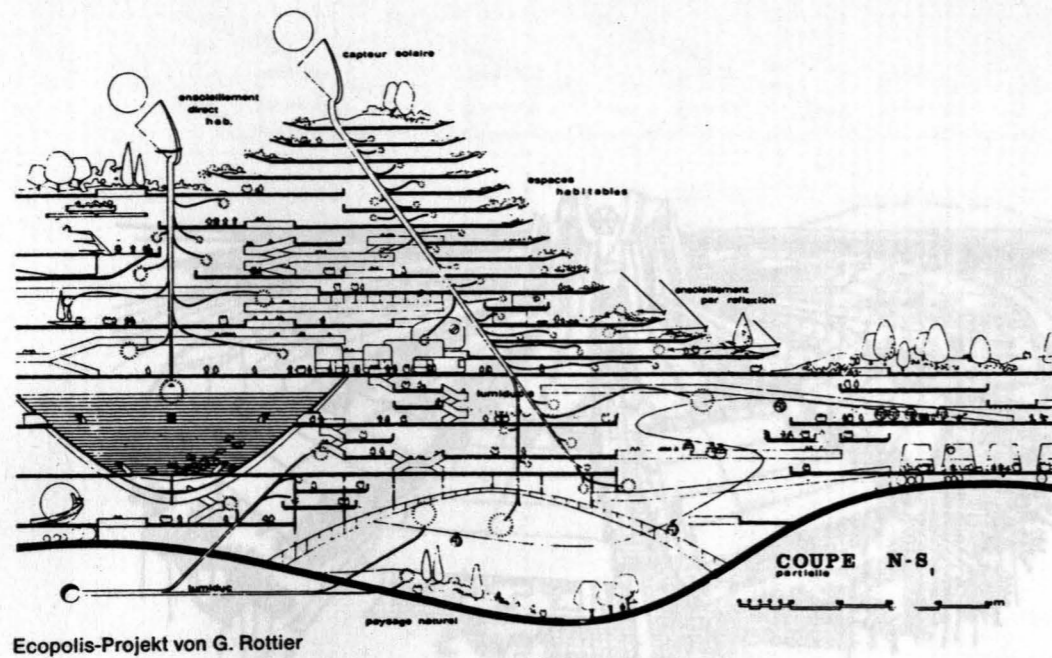 capteur solaire
ensoleillement
direct
hab.
espaces
habitables
ensoleillement
par reflexion
lumiducs
COUPE N-S
partielle
lumiduc
paysage naturel
m
Ecopolis-Projekt von G. Rottier